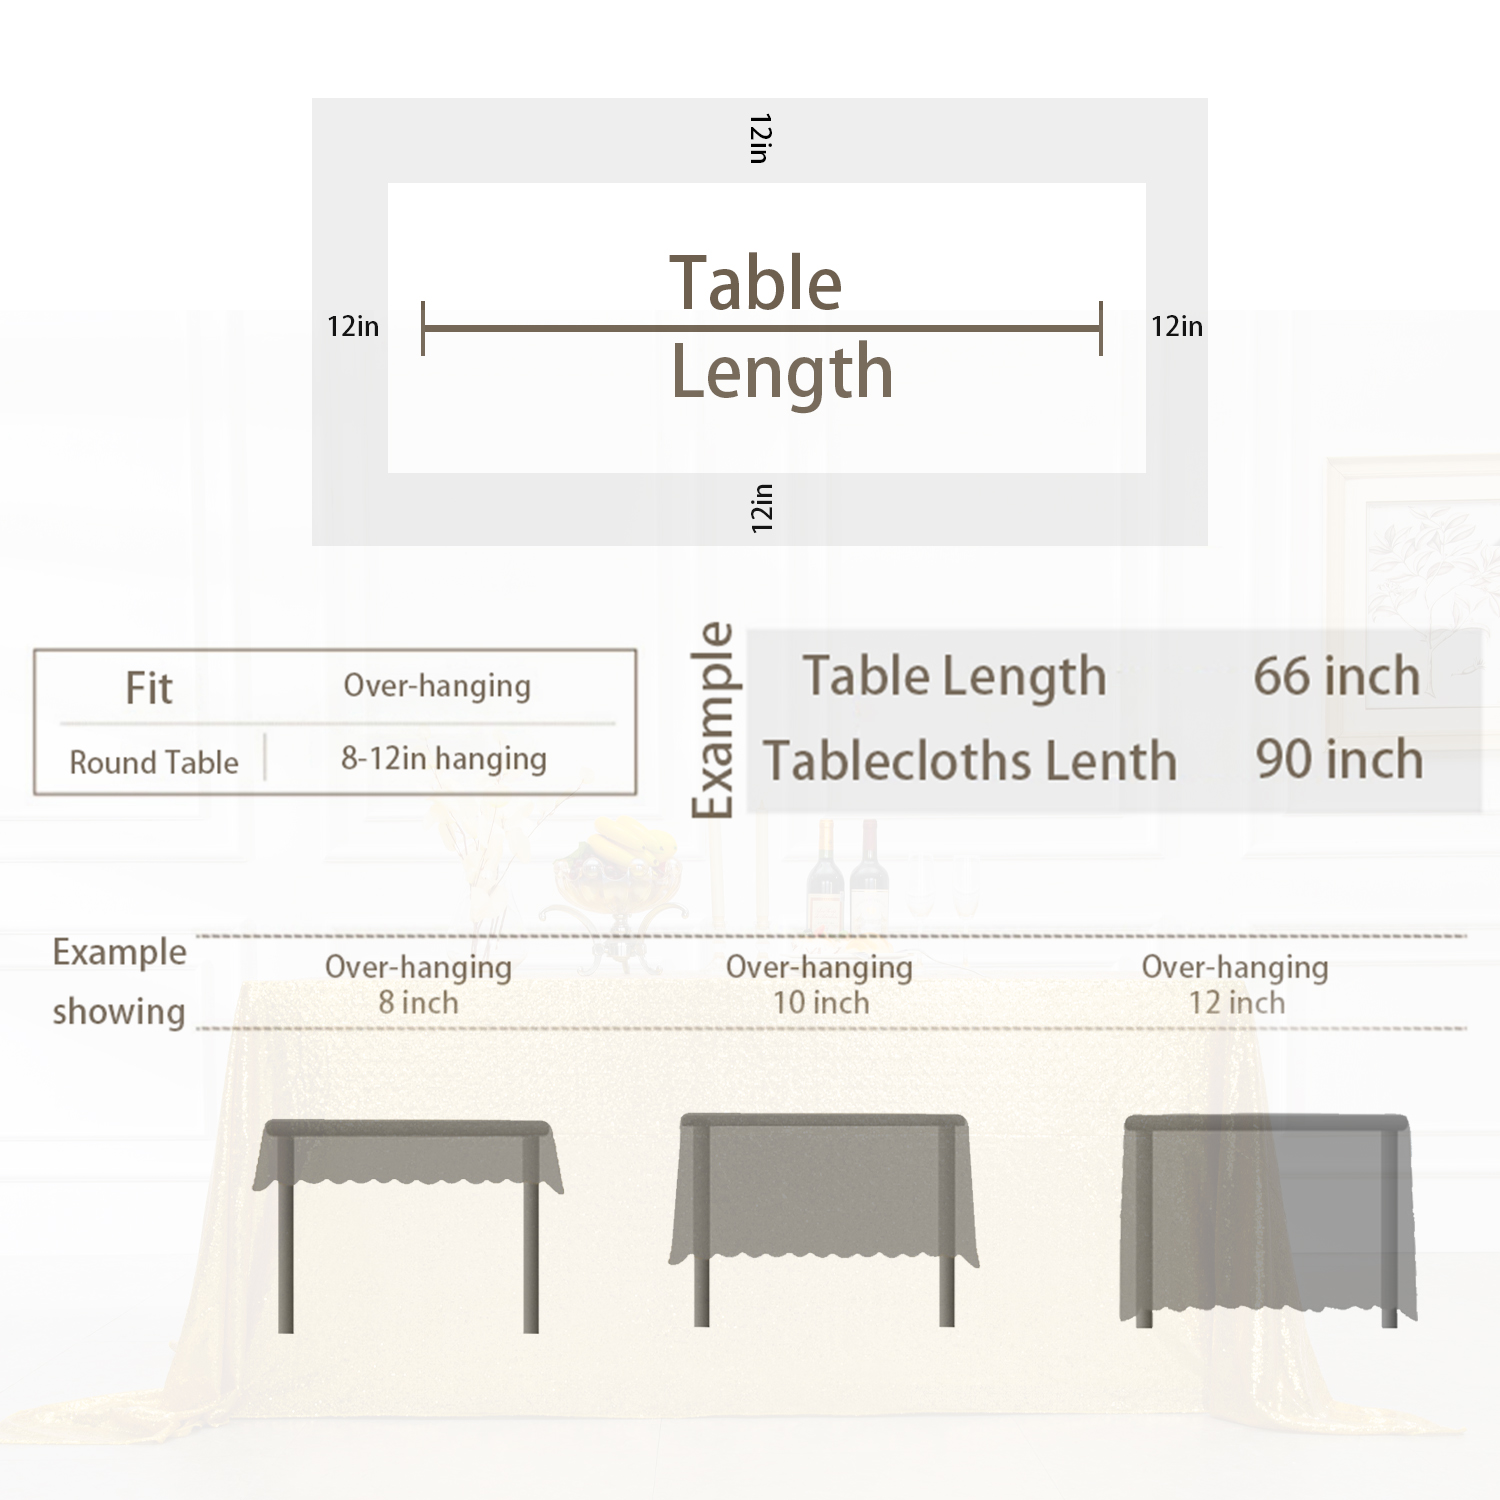 12in
Table
12in
12in
Length
12in
Fit
Over-hanging
Round Table
8-12in hanging
Example
Table Length
66 inch
Tablecloths Lenth
90 inch
Example
showing
Over-hanging
8 inch
Over-hanging
10 inch
Over-hanging
12 inch